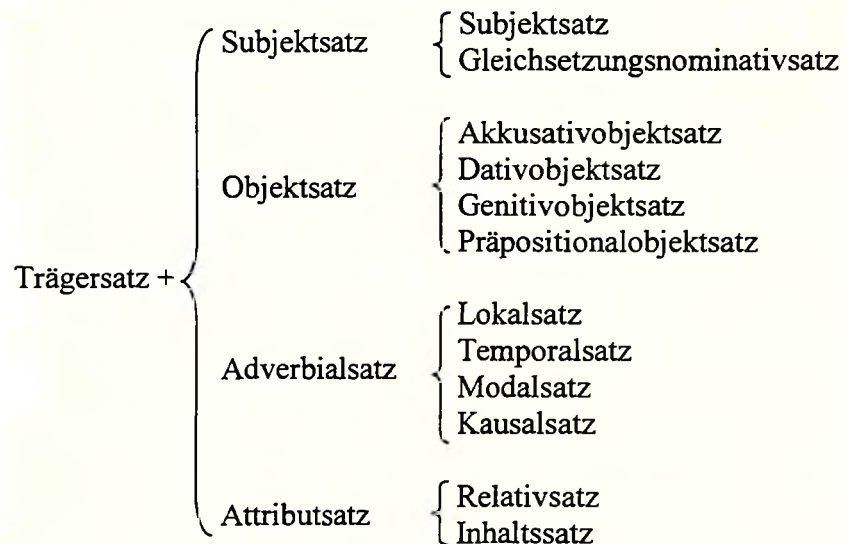 Subjektsatz
Subjektsatz
Gleichsetzungsnominativsatz
Objektsatz
Akkusativobjektsatz
Dativobjektsatz
Genitivobjektsatz
Präpositionalobjektsatz
Trägersatz +
Adverbialsatz
Lokalsatz
Temporalsatz
Modalsatz
Kausalsatz
Attributsatz
Relativsatz
Inhaltssatz